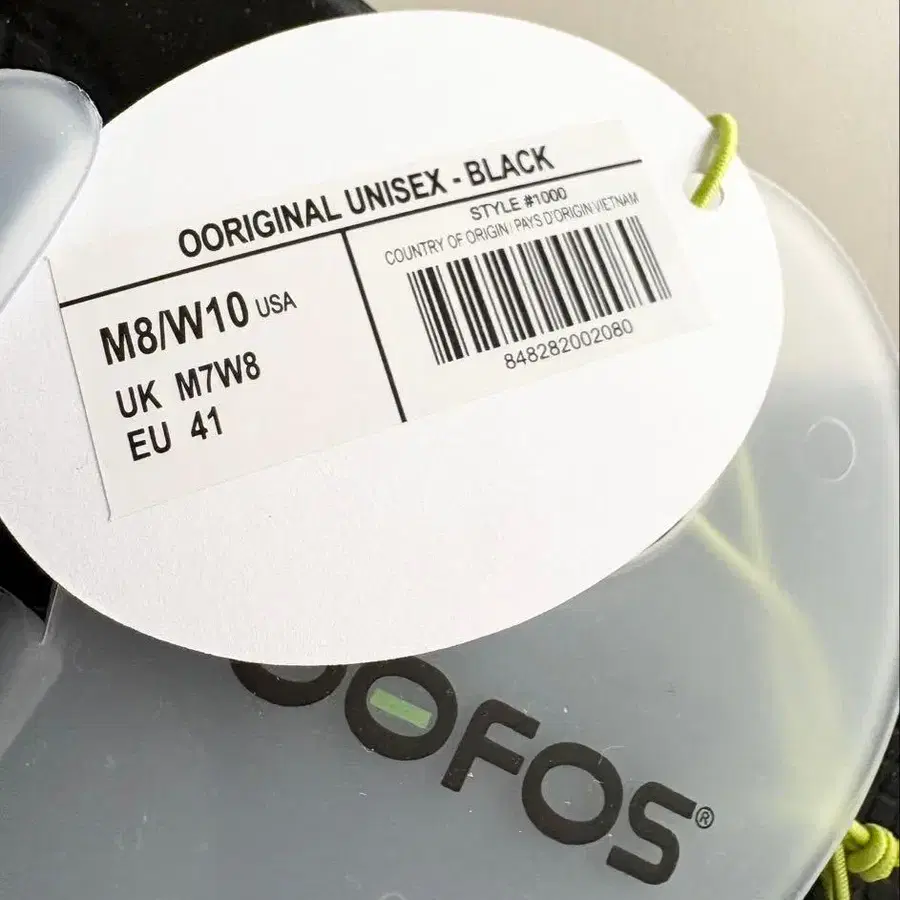 OORIGINAL UNISEX - BLACK
STYLE #1000
COUNTRY OF ORIGIN/ PAYS D'ORIGIN VIETNAM
848282002080
M8/W10 USA
UK M7W8
EU 41
OOFOS®